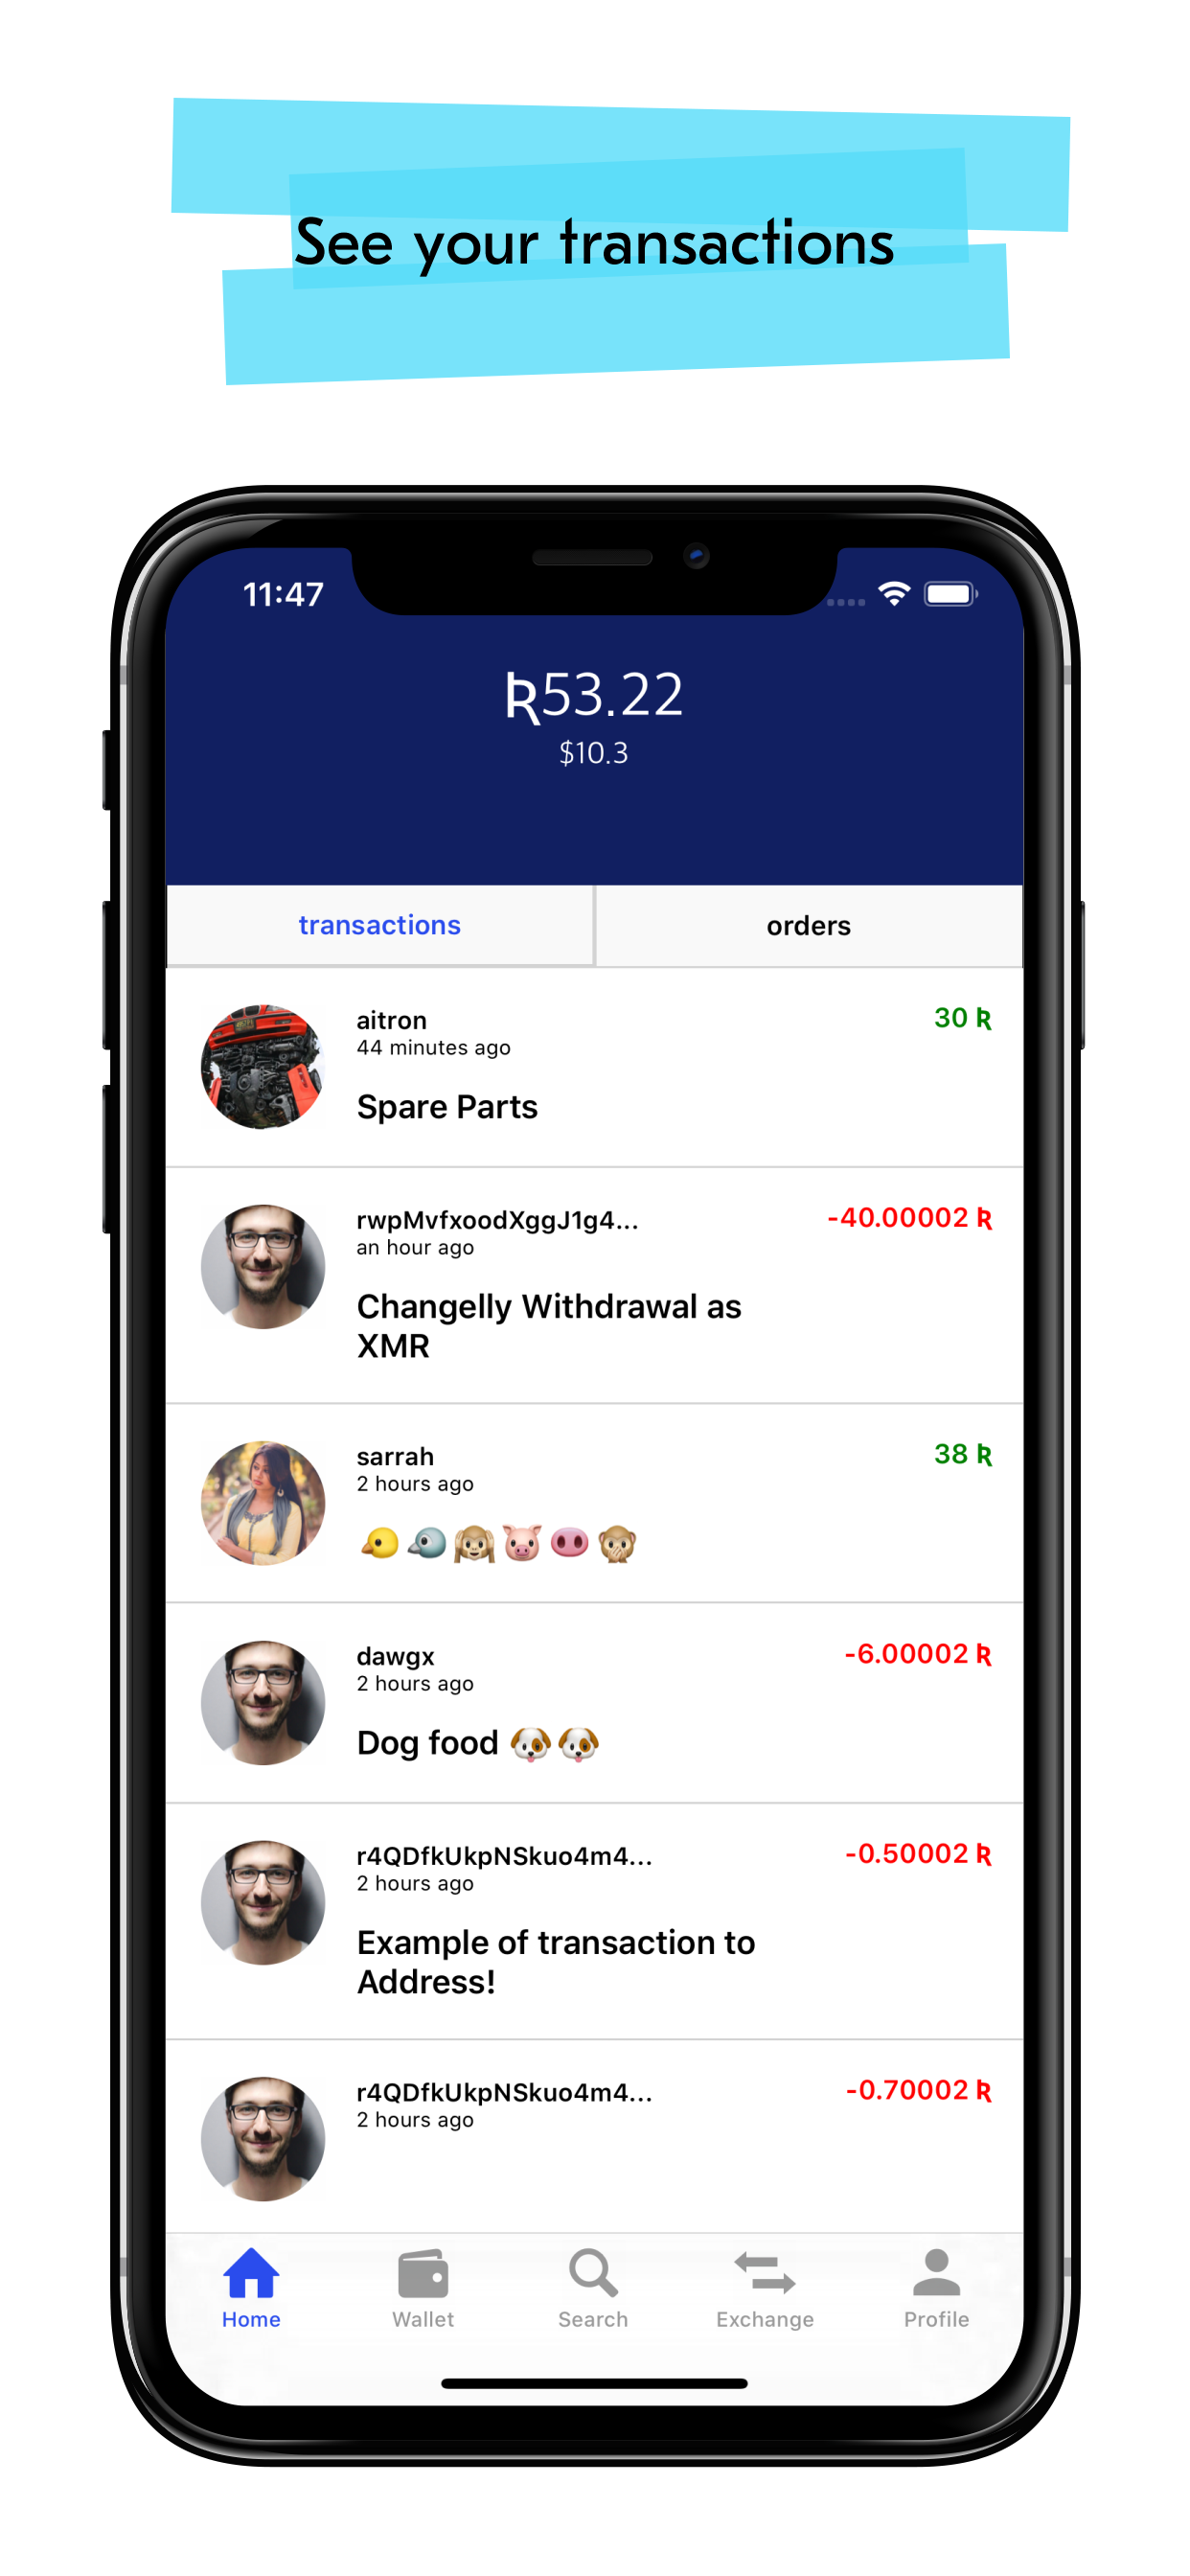 See your transactions
11:47
Ʀ53.22
$10.3
transactions
orders
aitron
30 Ʀ
44 minutes ago
Spare Parts
rwpMvfxoodXggJ1g4...
-40.00002 Ʀ
an hour ago
Changelly Withdrawal as
XMR
sarrah
38 Ʀ
2 hours ago
🐤🐦🙉🐷🐽🙊
dawgx
-6.00002 Ʀ
2 hours ago
Dog food 🐶🐶
r4QDfkUkpNSkuo4m4...
-0.50002 Ʀ
2 hours ago
Example of transaction to
Address!
r4QDfkUkpNSkuo4m4...
-0.70002 Ʀ
2 hours ago
Home
Wallet
Search
Exchange
Profile